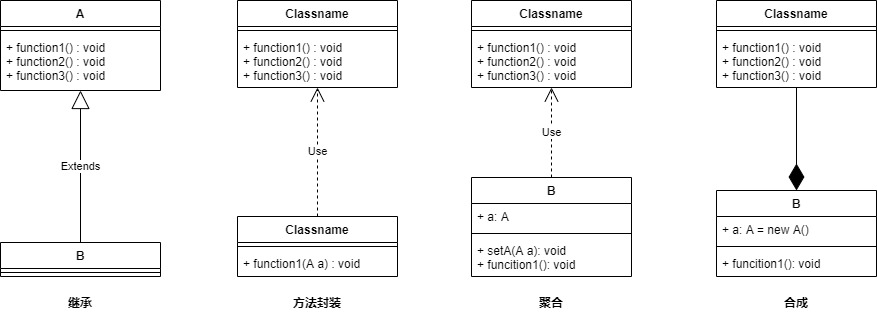 A
+ function1() : void
+ function2() : void
+ function3() : void
Extends
B
继承
Classname
+ function1() : void
+ function2() : void
+ function3() : void
Use
Classname
+ function1(A a) : void
方法封装
Classname
+ function1() : void
+ function2() : void
+ function3() : void
Use
B
+ a: A
+ setA(A a): void
+ funcition1(): void
聚合
Classname
+ function1() : void
+ function2() : void
+ function3() : void
B
+ a: A = new A()
+ funcition1(): void
合成